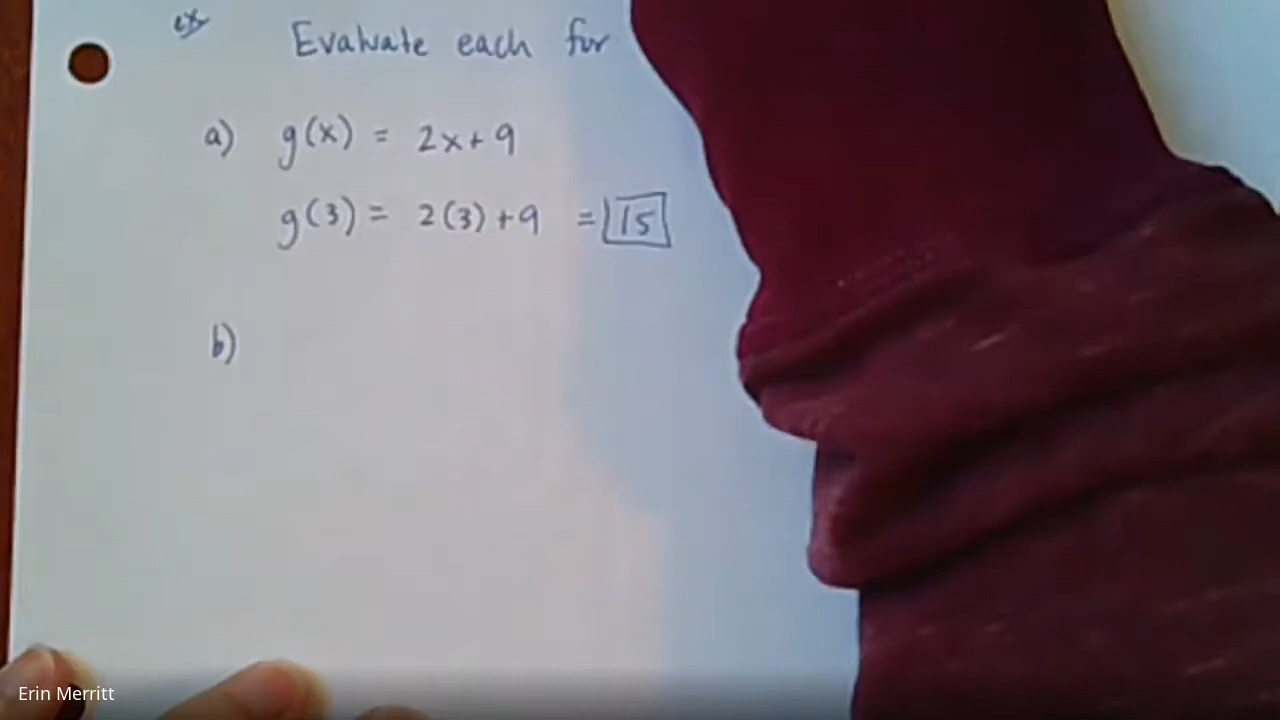 ex
Evaluate each for
a) g(x) = 2x+9
g(3) = 2(3)+9 = 15
b)
Erin Merritt